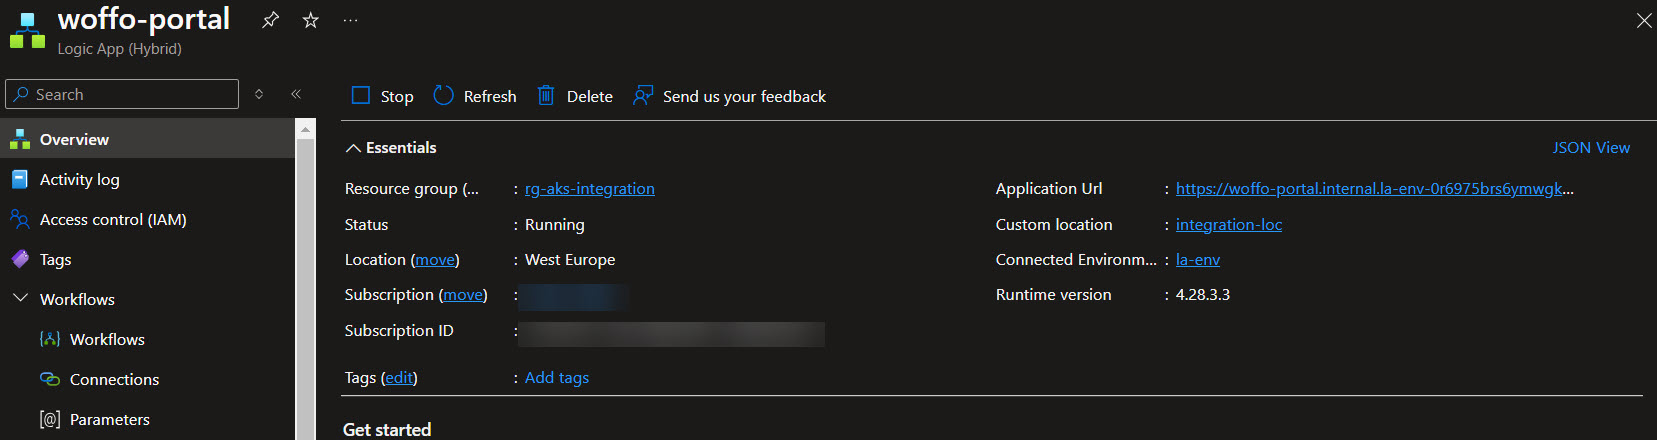 woffo-portal
Logic App (Hybrid)
Search
Overview
Activity log
Access control (IAM)
Tags
Workflows
Workflows
Connections
Parameters
Stop Refresh Delete Send us your feedback
Essentials JSON View
Resource group (... : rg-aks-integration
Status : Running
Location (move) : West Europe
Subscription (move) :
Subscription ID :
Tags (edit) : Add tags
Application Url : https://woffo-portal.internal.la-env-0r6975brs6ymwgk...
Custom location : integration-loc
Connected Environm... : la-env
Runtime version : 4.28.3.3
Get started